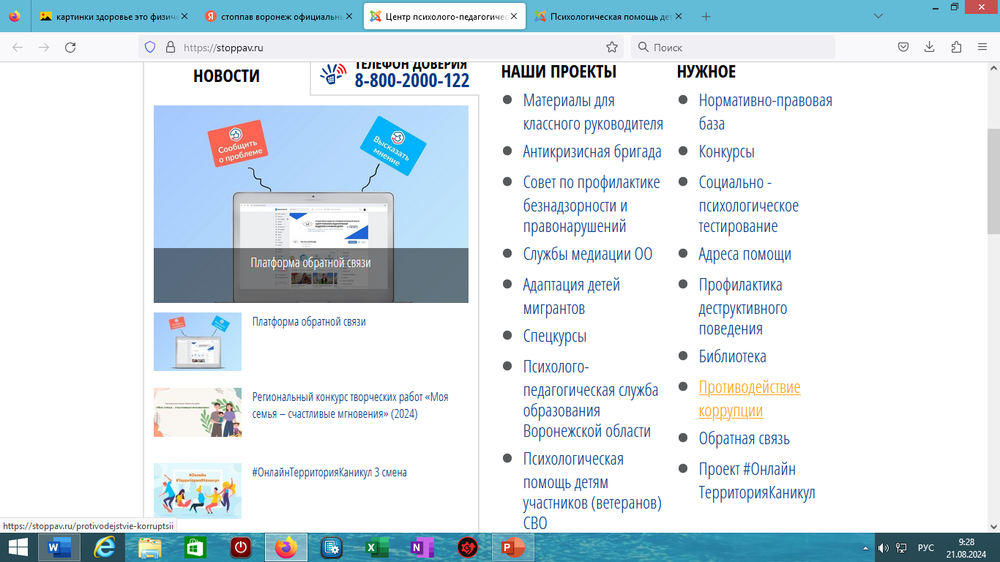 картинки здоровье это физиче
стоппав воронеж официальнь
Центр психолого-педагогичес
Психологическая помощь дет
https://stoppav.ru
Поиск
НОВОСТИ
ТЕЛЕФОН ДОВЕРИЯ
8-800-2000-122
Сообщить
о проблеме
Высказать
мнение
Платформа обратной связи
Платформа обратной связи
Региональный конкурс творческих работ «Моя
семья – счастливые мгновения» (2024)
#Онлайн
#ТерриторияКаникул
#ОнлайнТерриторияКаникул 3 смена
НАШИ ПРОЕКТЫ
Материалы для
классного руководителя
Антикризисная бригада
Совет по профилактике
безнадзорности и
правонарушений
Службы медиации ОО
Адаптация детей
мигрантов
Спецкурсы
Психолого-
педагогическая служба
образования
Воронежской области
Психологическая
помощь детям
участников (ветеранов)
СВО
НУЖНОЕ
Нормативно-правовая
база
Конкурсы
Социально -
психологическое
тестирование
Адреса помощи
Профилактика
деструктивного
поведения
Библиотека
Противодействие
коррупции
Обратная связь
Проект #Онлайн
ТерриторияКаникул
https://stoppav.ru/protivodejstvie-korruptsii
РУС
9:28
21.08.2024